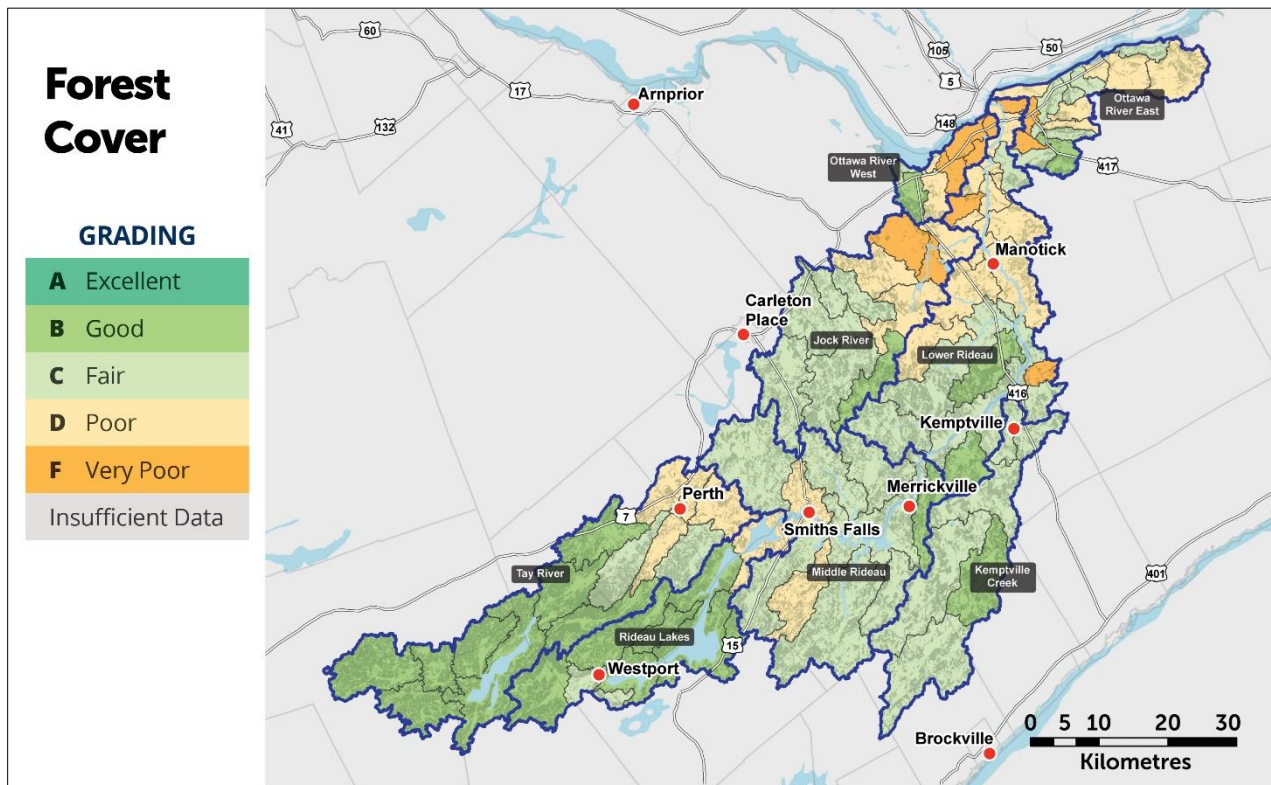 Forest
Cover
GRADING
A Excellent
B Good
C Fair
D Poor
F Very Poor
Insufficient Data
60
17
41
132
Arnprior
105
5
50
148
417
Ottawa
River East
Ottawa River
West
Manotick
Carleton
Place
Jock River
Lower Rideau
416
Kemptville
Perth
7
Merrickville
Smiths Falls
Tay River
Middle Rideau
Kemptville
Creek
401
Rideau Lakes
15
Westport
Brockville
0 5 10 20 30
Kilometres